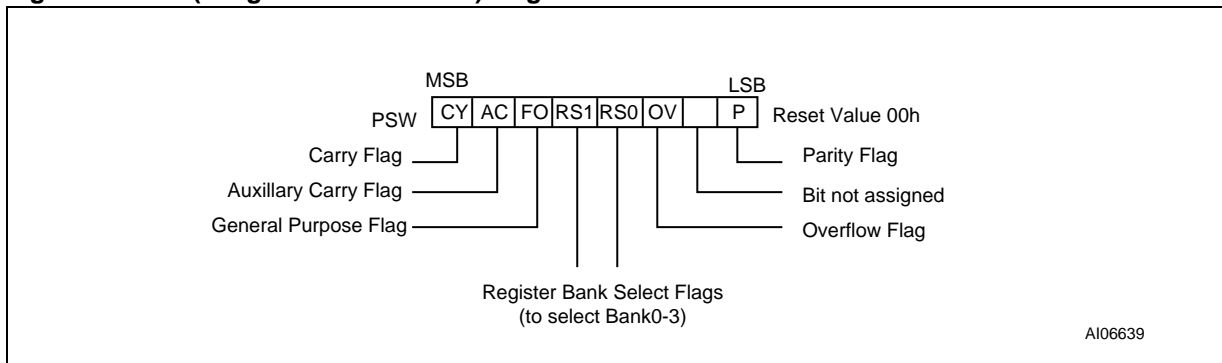 MSB LSB
PSW CY AC FO RS1 RS0 OV P Reset Value 00h
Carry Flag Parity Flag
Auxillary Carry Flag Bit not assigned
General Purpose Flag Overflow Flag
Register Bank Select Flags
(to select Bank0-3)
AI06639